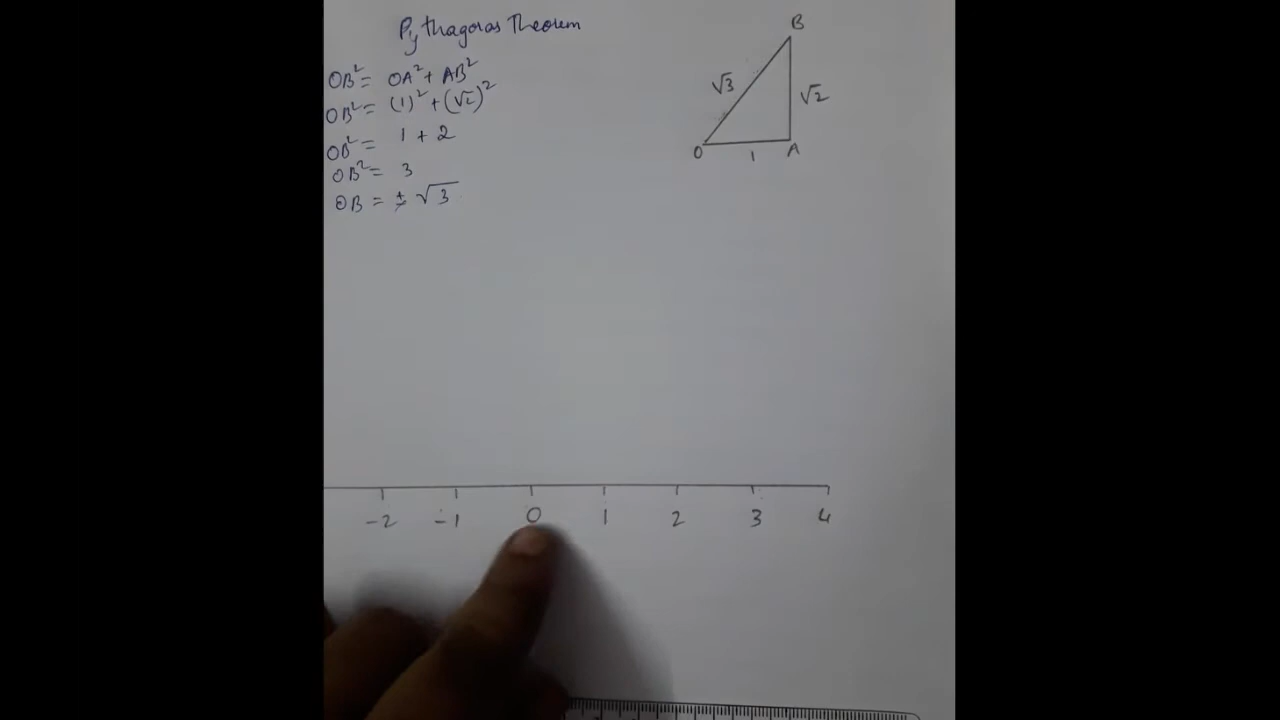 Pythagoras Theorem
OB² = OA² + AB²
OB² = (1)² + (√2)²
OB² = 1 + 2
OB² = 3
OB = ± √3
B
√3
√2
O
1
A
-2 -1 0 1 2 3 4